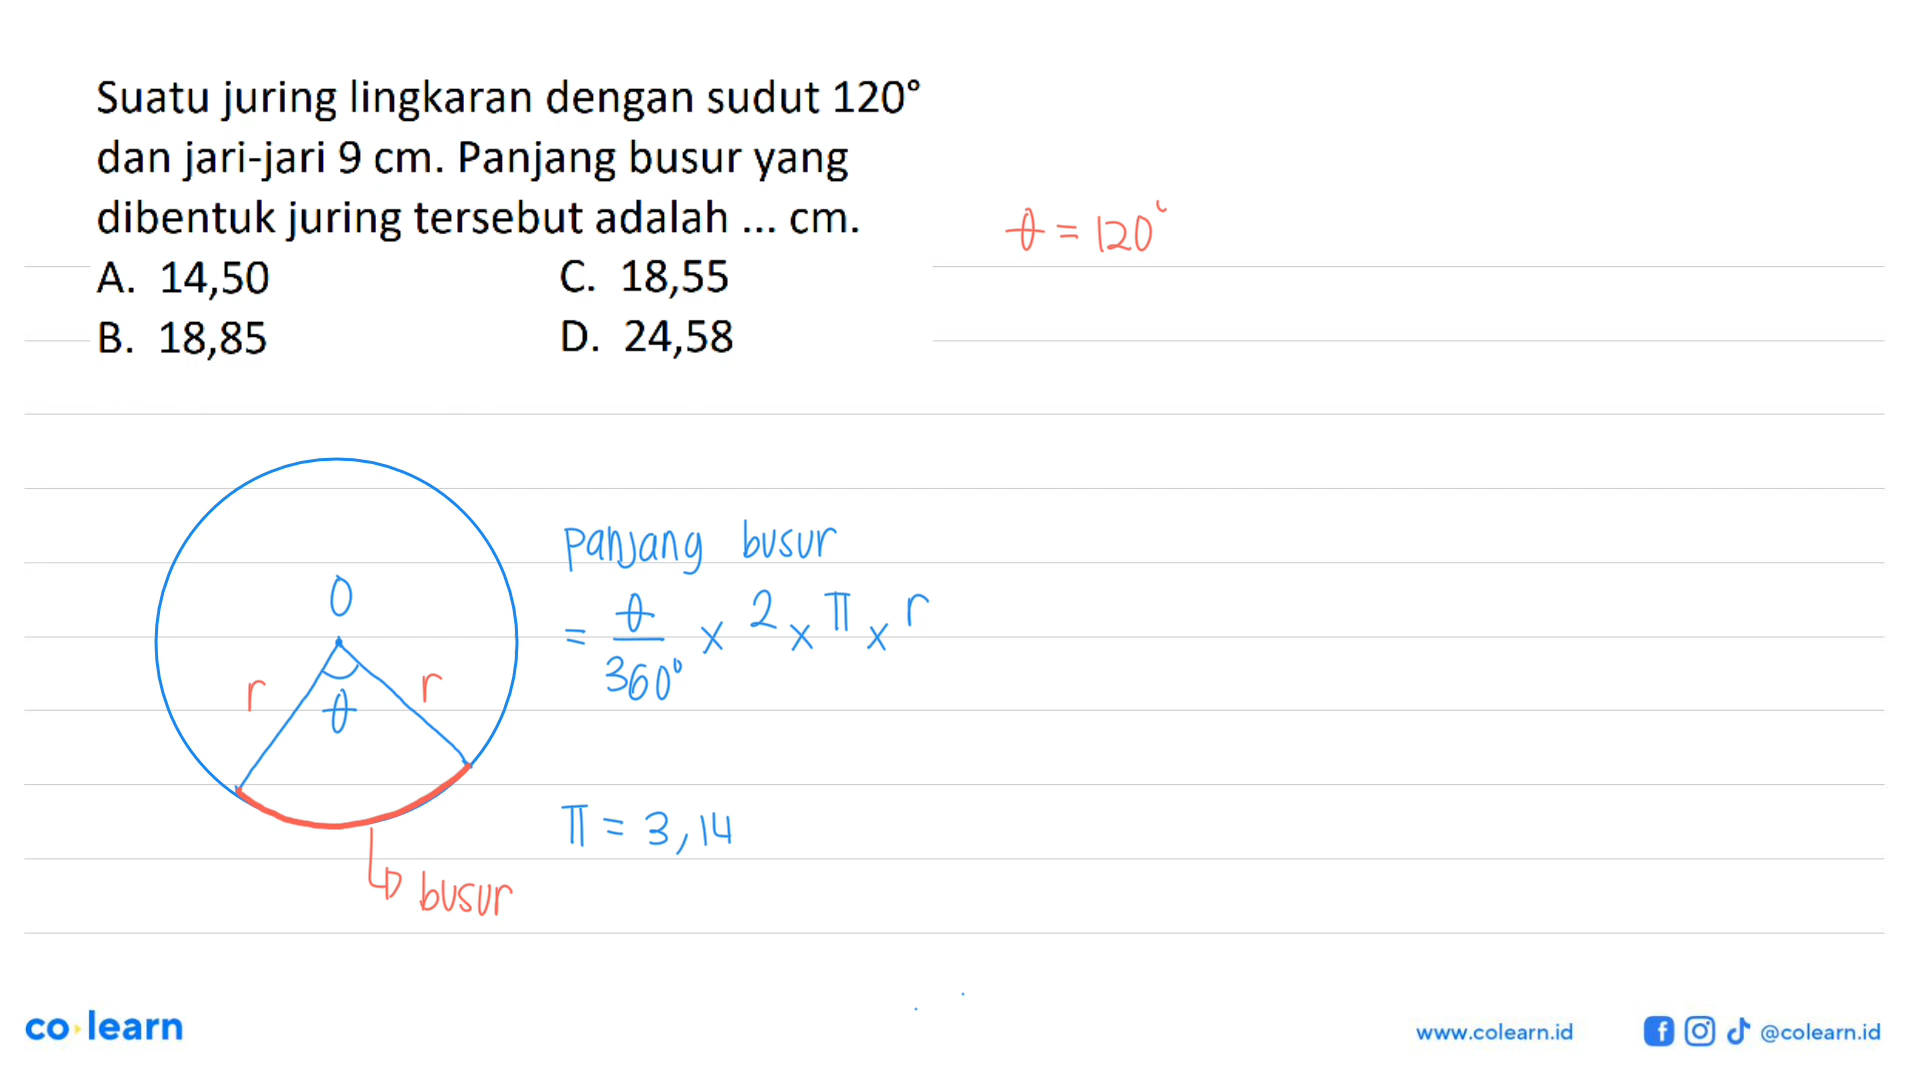 Suatu juring lingkaran dengan sudut 120°
dan jari-jari 9 cm. Panjang busur yang
dibentuk juring tersebut adalah ... cm.
A. 14,50 C. 18,55
B. 18,85 D. 24,58
θ = 120°
O
r θ r
busur
panjang busur
= θ/360° x 2 x π x r
π = 3,14
co learn
www.colearn.id @colearn.id